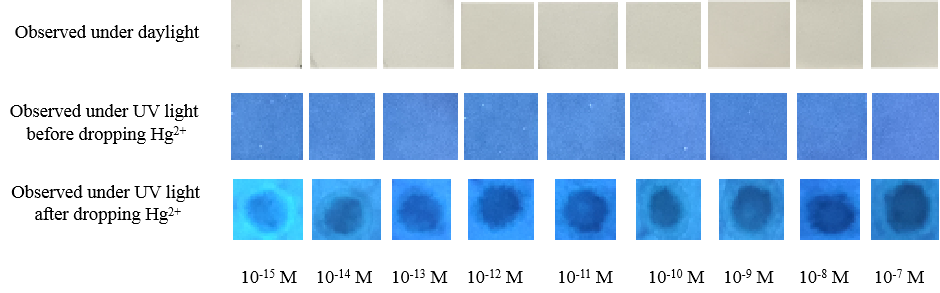 Observed under daylight
Observed under UV light
before dropping Hg²⁺
Observed under UV light
after dropping Hg²⁺
10⁻¹⁵ M 10⁻¹⁴ M 10⁻¹³ M 10⁻¹² M 10⁻¹¹ M 10⁻¹⁰ M 10⁻⁹ M 10⁻⁸ M 10⁻⁷ M